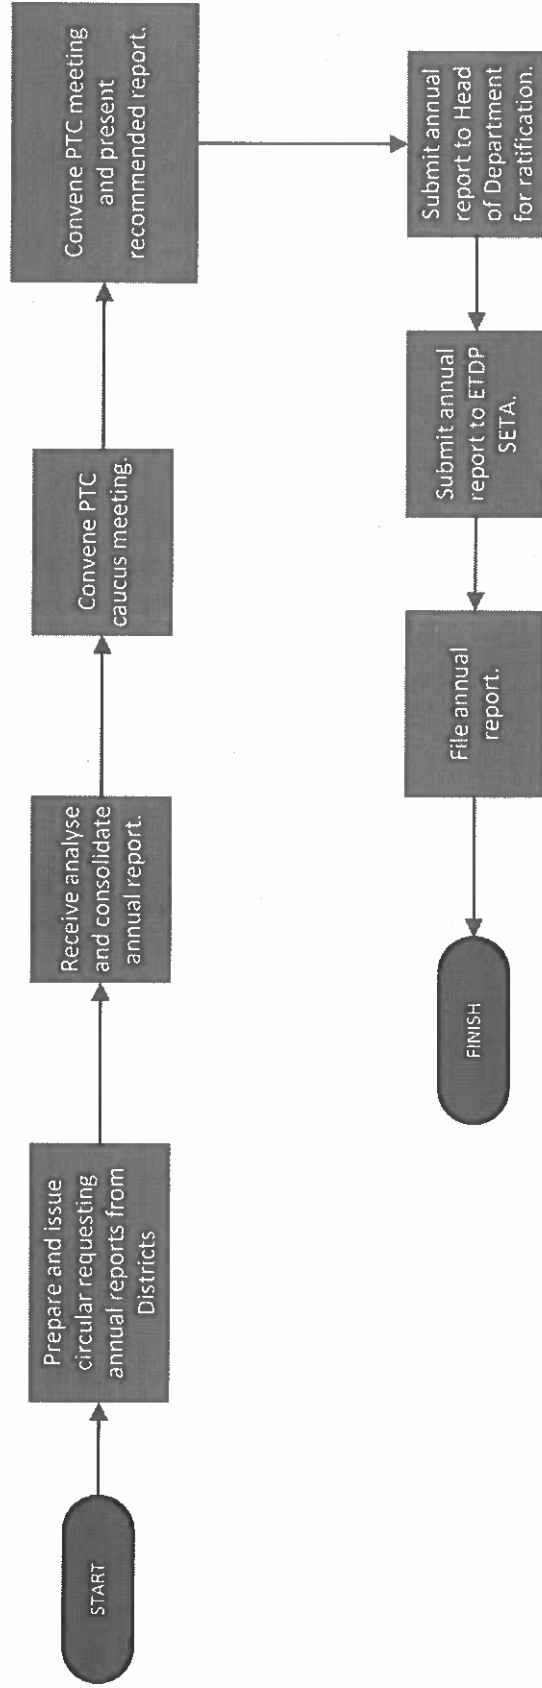 START
Prepare and issue
circular requesting
annual reports from
Districts
Receive analyse
and consolidate
annual report.
Convene PTC
caucus meeting.
Convene PTC meeting
and present
recommended report.
Submit annual
report to Head
of Department
for ratification.
Submit annual
report to ETDP
SETA.
File annual
report.
FINISH